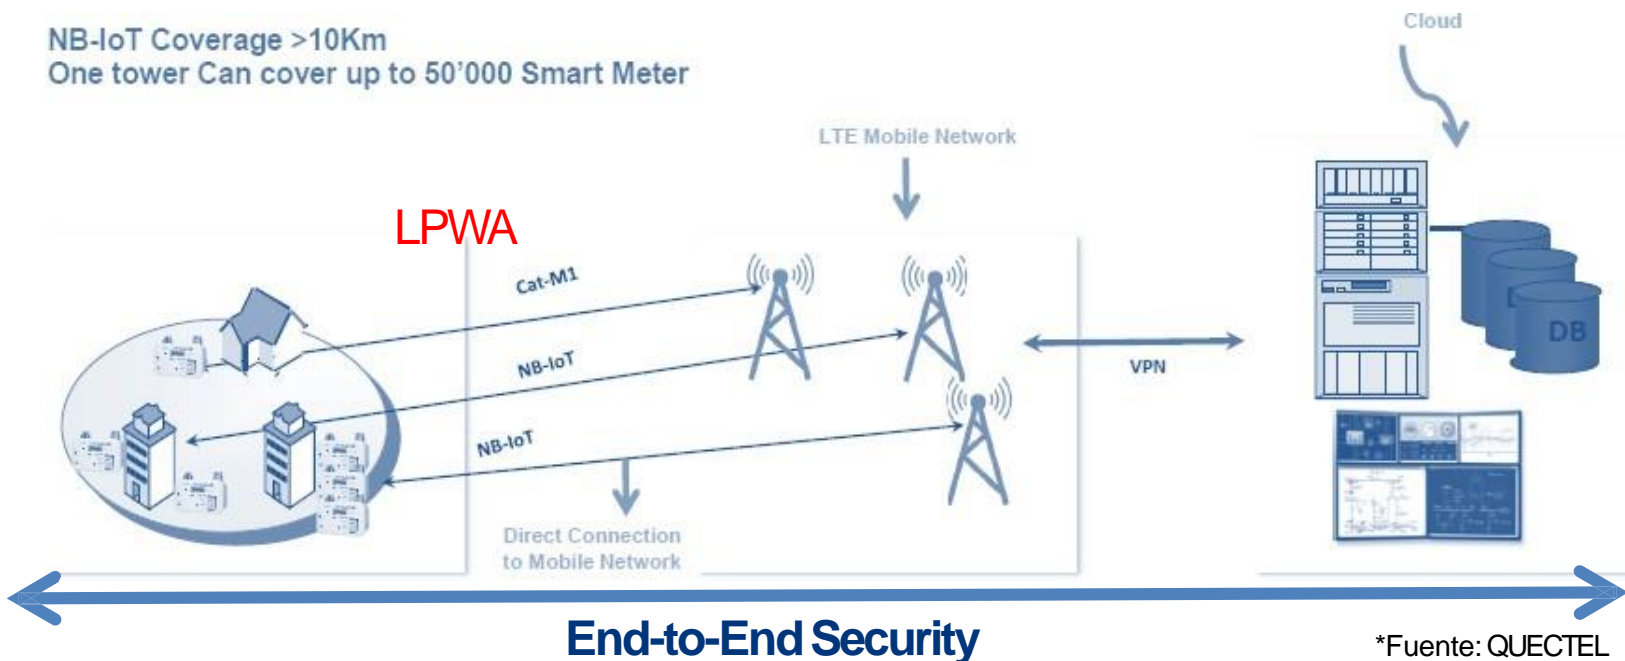 NB-IoT Coverage >10Km
One tower Can cover up to 50'000 Smart Meter
Cloud
LTE Mobile Network
LPWA
Cat-M1
NB-IoT
NB-IoT
VPN
DB
Direct Connection
to Mobile Network
End-to-End Security
*Fuente: QUECTEL